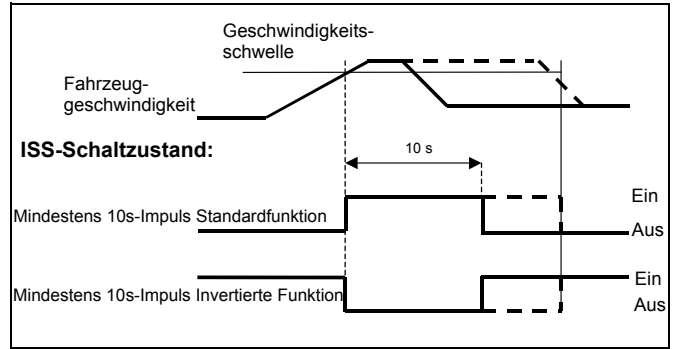 Geschwindigkeits-
schwelle
Fahrzeug-
geschwindigkeit
ISS-Schaltzustand:
10 s
Mindestens 10s-Impuls Standardfunktion
Ein
Aus
Mindestens 10s-Impuls Invertierte Funktion
Ein
Aus